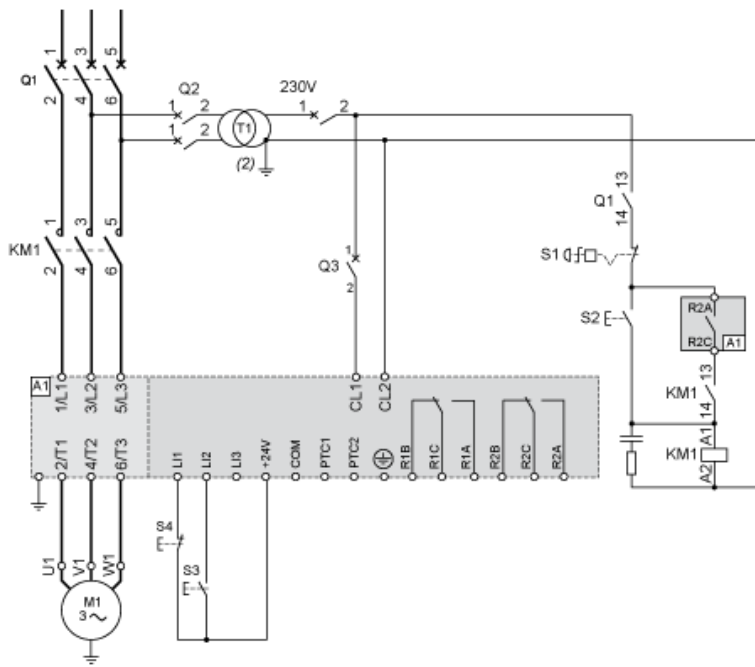 1 3 5
Q1
2 4 6
Q2
1 2
1 2
T1
(2)
230V
1 2
13
Q1
14
1 3 5
KM1
2 4 6
1
Q3
2
S1
S2
R2A
R2C
A1
13
KM1
14
A1
KM1
A2
A1
1/L1 3/L2 5/L3
CL1 CL2
2/T1 4/T2 6/T3
LI1 LI2 LI3 +24V COM PTC1 PTC2 R1B R1C R1A R2B R2C R2A
S4
S3
U1 V1 W1
M1
3